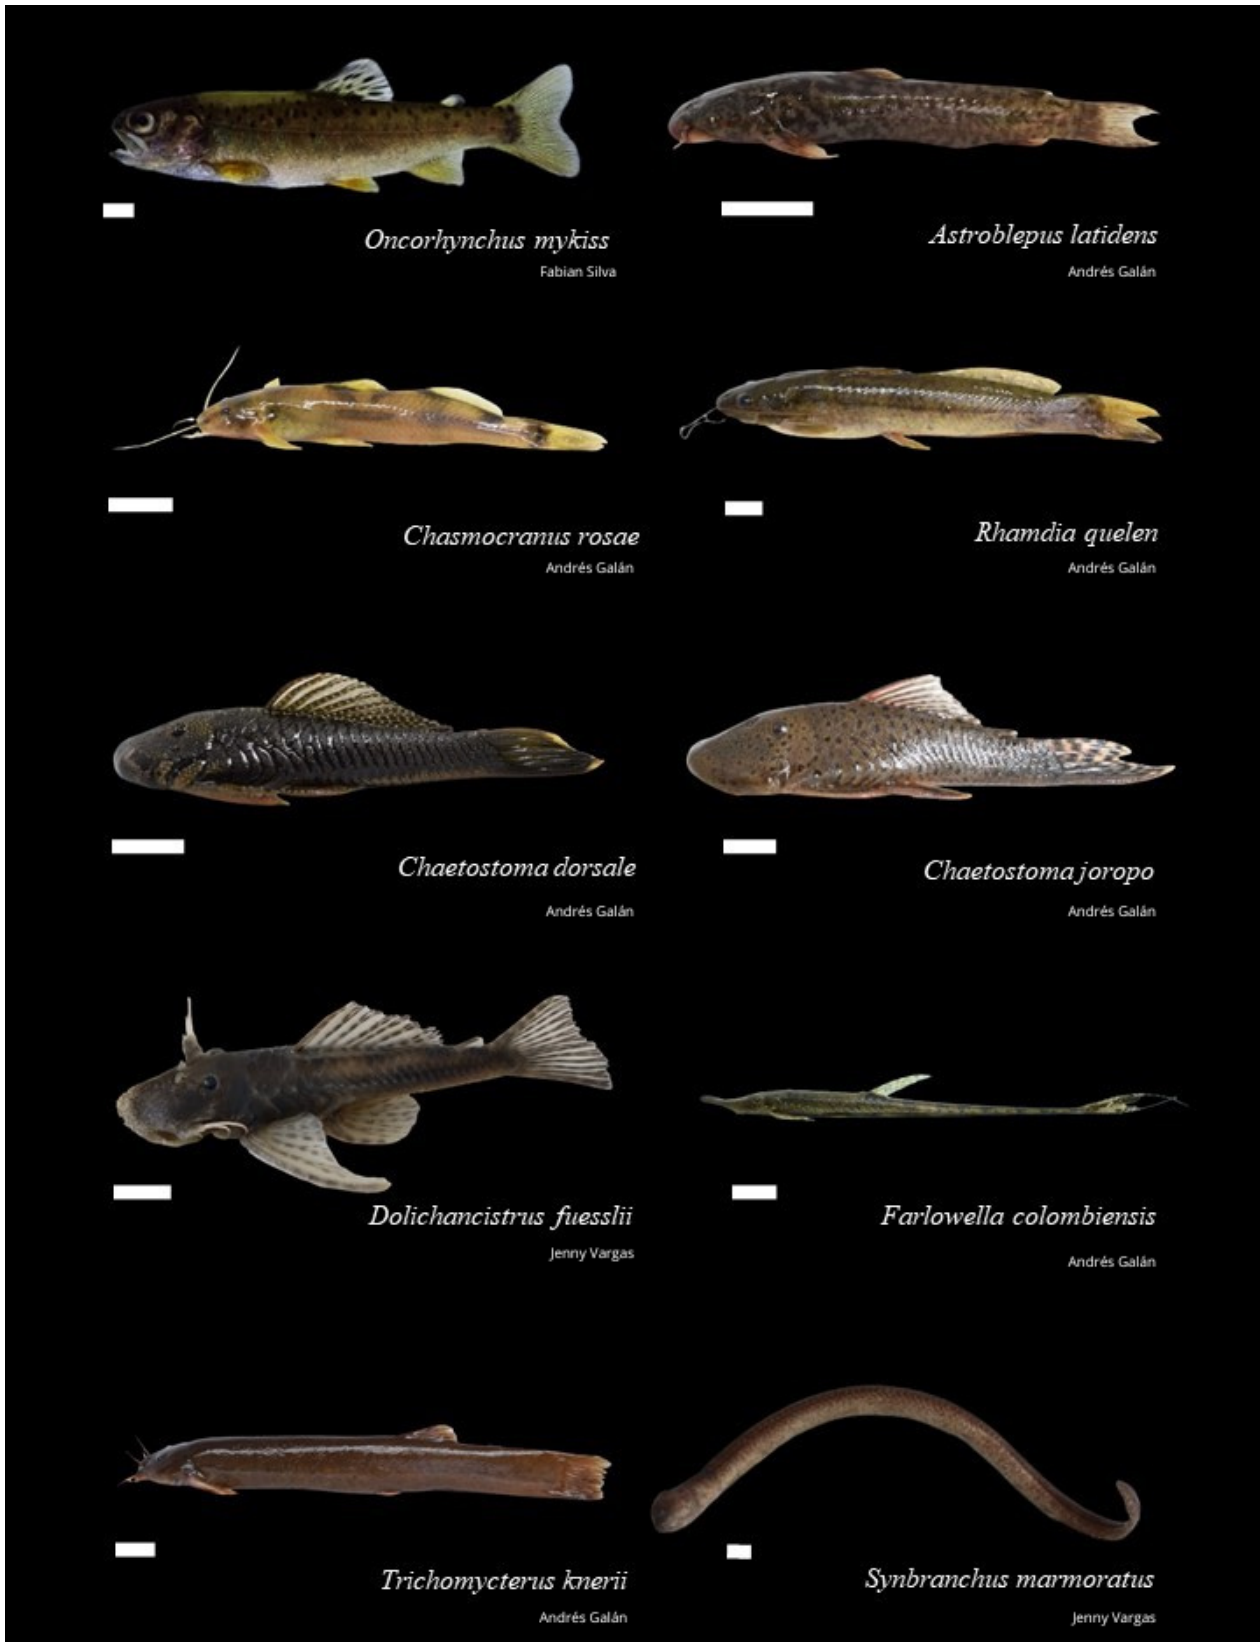 Oncorhynchus mykiss
Fabian Silva
Astroblepus latidens
Andrés Galán
Chasmocranus rosae
Andrés Galán
Rhamdia quelen
Andrés Galán
Chaetostoma dorsale
Andrés Galán
Chaetostoma joropo
Andrés Galán
Dolichancistrus fuesslii
Jenny Vargas
Farlowella colombiensis
Andrés Galán
Trichomycterus knerii
Andrés Galán
Synbranchus marmoratus
Jenny Vargas